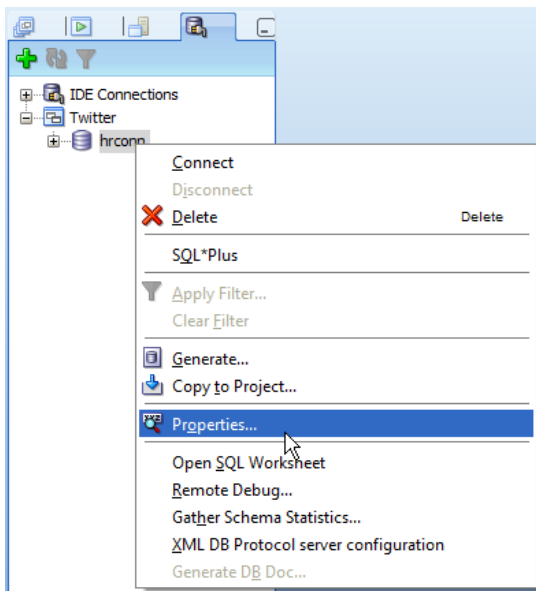 IDE Connections
Twitter
hrconn
Connect
Disconnect
Delete Delete
SQL*Plus
Apply Filter...
Clear Filter
Generate...
Copy to Project...
Properties...
Open SQL Worksheet
Remote Debug...
Gather Schema Statistics...
XML DB Protocol server configuration
Generate DB Doc...